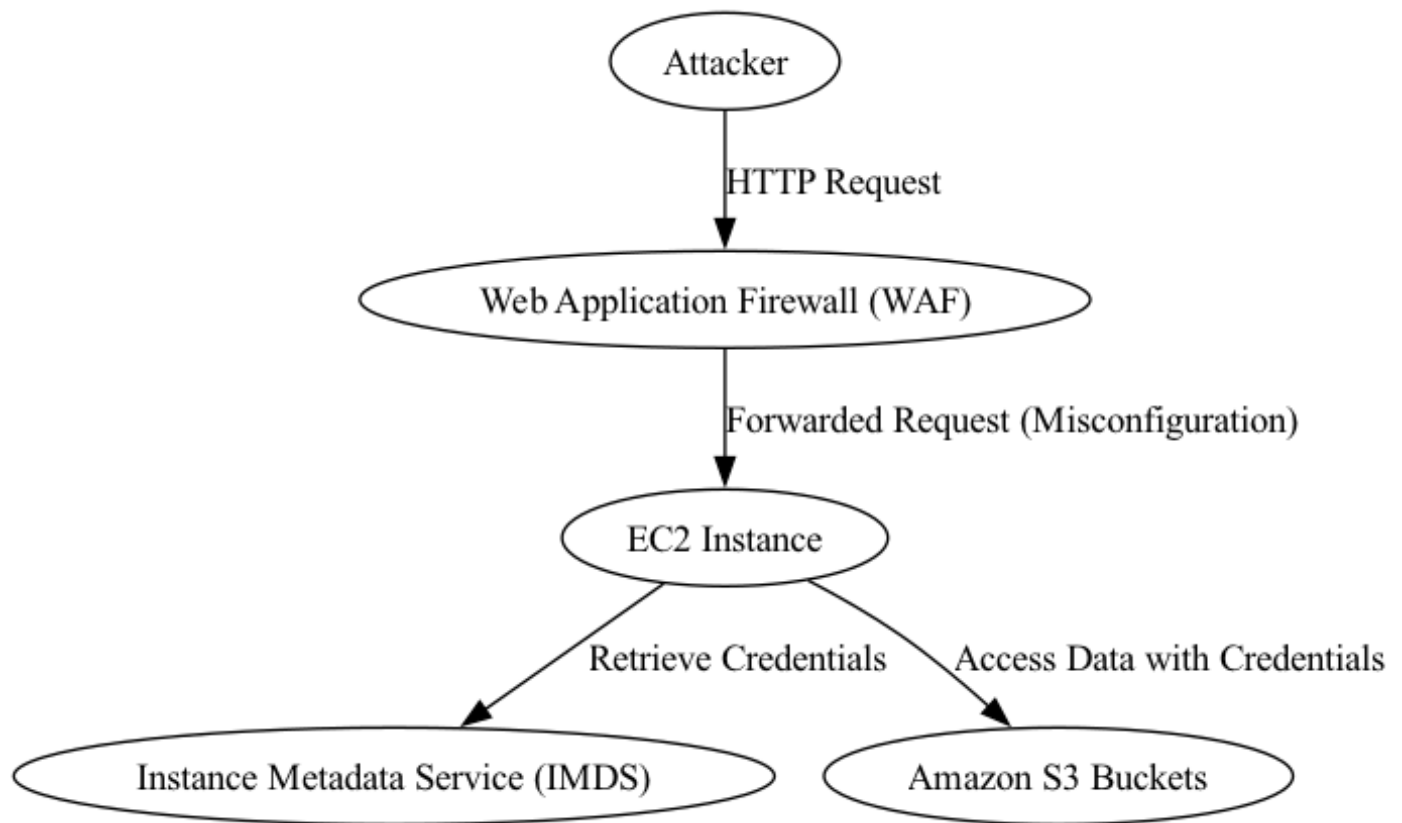 Attacker
HTTP Request
Web Application Firewall (WAF)
Forwarded Request (Misconfiguration)
EC2 Instance
Retrieve Credentials
Access Data with Credentials
Instance Metadata Service (IMDS)
Amazon S3 Buckets